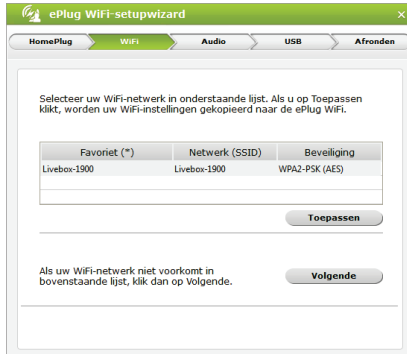 ePlug WiFi-setupwizard
HomePlug WiFi Audio USB Afronden
Selecteer uw WiFi-netwerk in onderstaande lijst. Als u op Toepassen
klikt, worden uw WiFi-instellingen gekopieerd naar de ePlug WiFi.
Favoriet (*) Netwerk (SSID) Beveiliging
Livebox-1900 Livebox-1900 WPA2-PSK (AES)
Toepassen
Als uw WiFi-netwerk niet voorkomt in
bovenstaande lijst, klik dan op Volgende.
Volgende